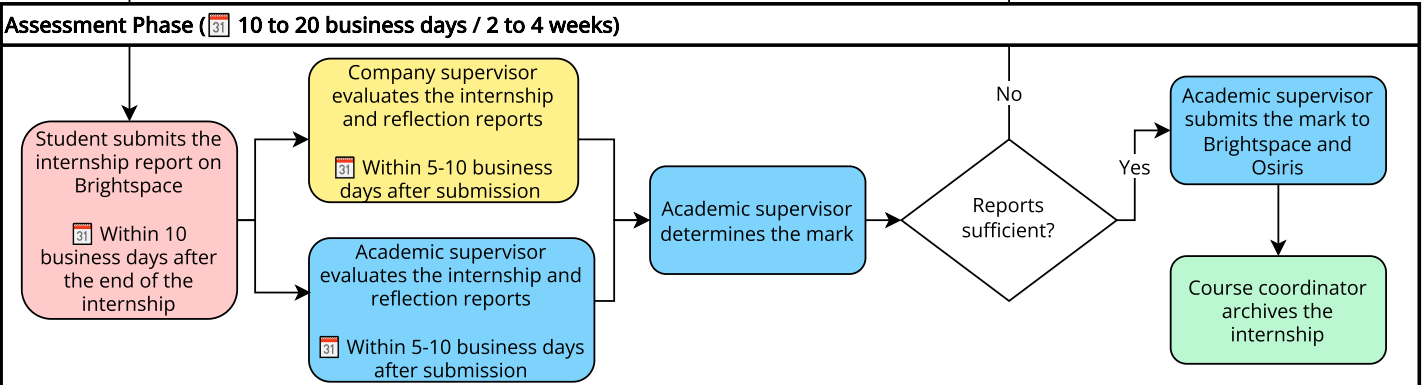 Assessment Phase (📅 10 to 20 business days / 2 to 4 weeks)
Student submits the
internship report on
Brightspace
📅 Within 10
business days after
the end of the
internship
Company supervisor
evaluates the internship
and reflection reports
📅 Within 5-10 business
days after submission
Academic supervisor
evaluates the internship and
reflection reports
📅 Within 5-10 business days
after submission
Academic supervisor
determines the mark
Reports
sufficient?
No
Yes
Academic supervisor
submits the mark to
Brightspace and
Osiris
Course coordinator
archives the
internship